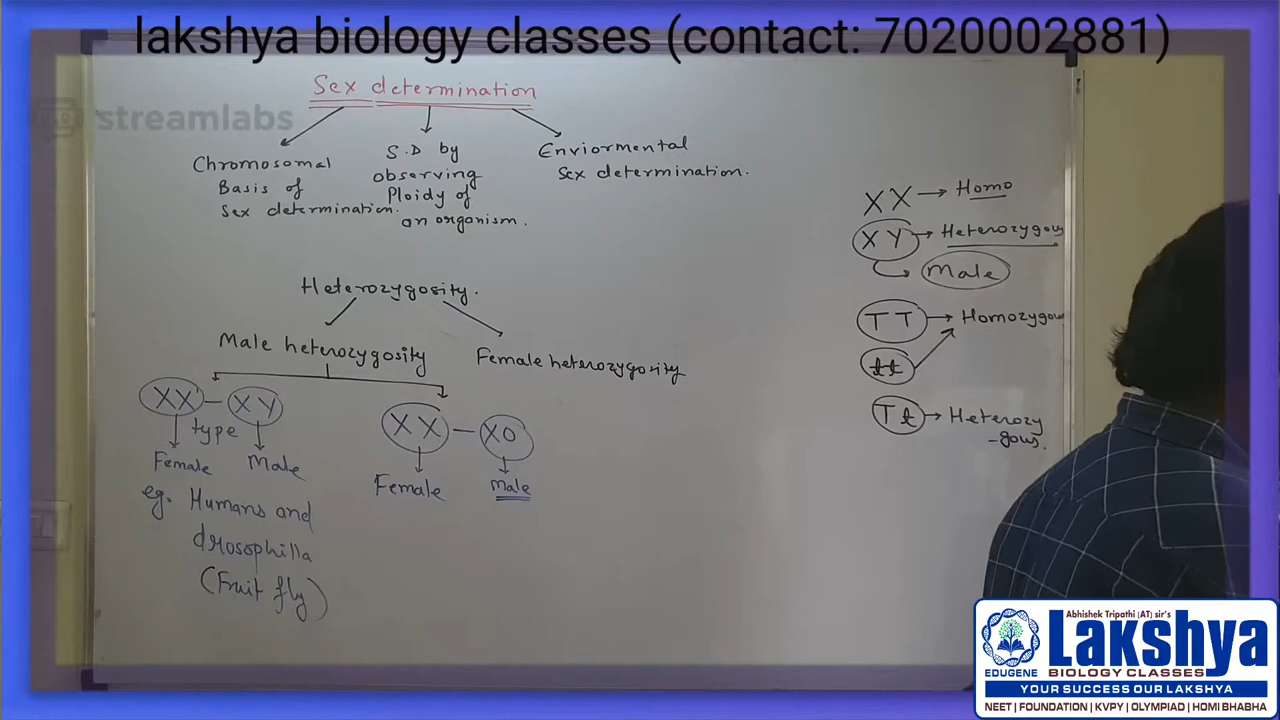 lakshya biology classes (contact: 7020002881)
streamlabs
Sex determination
Chromosomal
Basis of
Sex determination.
S.D by
observing
Ploidy of
an organism.
Enviormental
Sex determination.
Heterozygosity.
Male heterozygosity
Female heterozygosity
XX — XY
type
Female Male
eg. Humans and
drosophilla
(Fruit fly)
XX — XO
Female Male
XX → Homo
XY → Heterozygous
Male
TT → Homozygous
tt
Tt → Heterozy
-gous.
Abhishek Tripathi (AT) sir's
Lakshya
EDUGENE
BIOLOGY CLASSES
YOUR SUCCESS OUR LAKSHYA
NEET | FOUNDATION | KVPY | OLYMPIAD | HOMI BHABHA